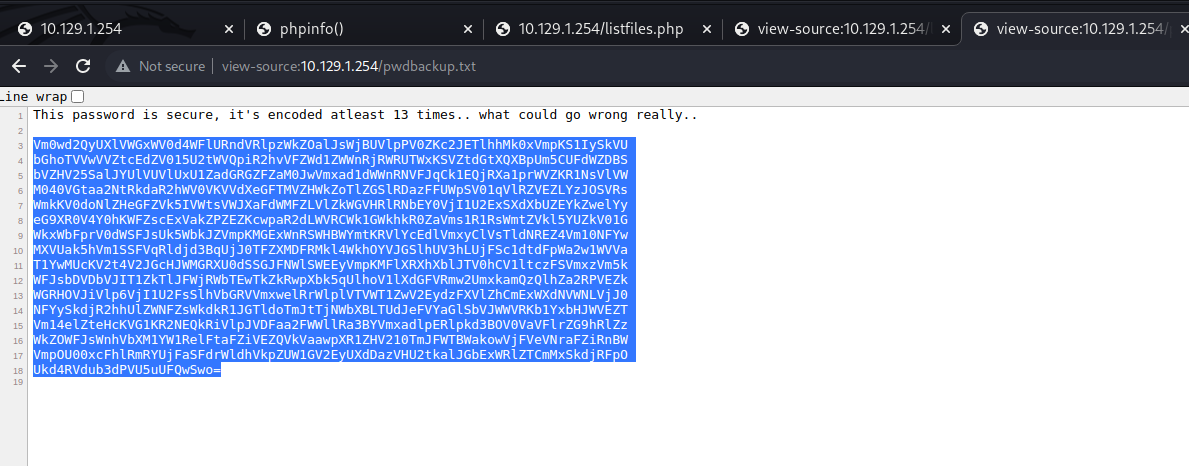 10.129.1.254
phpinfo()
10.129.1.254/listfiles.php
view-source:10.129.1.254/
view-source:10.129.1.254/
Not secure
view-source:10.129.1.254/pwdbackup.txt
Line wrap
1 This password is secure, it's encoded atleast 13 times.. what could go wrong really..
2
3 Vm0wd2QyUXlVWGxWV0d4WFlURndVRlpzWkZOalJsWjBUVlpPV0ZKc2JETlhhMk0xVmpKS1IySkVU
4 bGhoTVVwVVZtcEdZV015U2tWVQpiR2hvVFZWd1ZWWnRjRWRUTWxKSVZtdGtXQXBpUm5CUFdWZDBS
5 bVZHV25SalJYUlVUVlUxU1ZadGRGZFZaM0JwVmxad1dWWnRNVFJqCk1EQjRXa1prWVZKR1NsVlVW
6 M040VGtaa2NtRkdaR2hWV0VKVVdXeGFTMVZHWkZoTlZGSlRDazFFUWpSV01qVlRZVEZLYzJOSVRs
7 WmkKV0doNlZHeGFZVk5IVWtsVWJXaFdWMFZLVlZkWGVHRlRNbEY0VjI1U2ExSXdXbUZEYkZwelYy
8 eG9XR0V4Y0hKWFZscExVakZPZEZKcwpaR2dLWVRCWk1GWkhkR0ZaVms1R1RsWmtZVkl5YUZkV01G
9 WkxWbFprV0dWSFJsUk5WbkJZVmpKMGExWnRSWHBWYmtKRVlYcEdlVmxyClVsTldNREZ4Vm10NFYw
10 MXVUak5hVm1SSFVqRldjd3BqUjJ0TFZXMDFRMkl4WkhOYVJGSlhUV3hLUjFSc1dtdFpWa2w1WVVa
11 T1YwMUcKV2t4V2JGcHJWMGRXU0dSSGJFNWlSWEEyVmpKMFlXRXhXblJTV0hCV1ltczFSVmxzVm5k
12 WFJsbDVDbVJIT1ZkTlJFWjRWbTEwTkZkRwpXbk5qUlhoV1lXdGFVRmw2UmxkamQzQlhZa2RPVEZk
13 WGRHOVJiVlp6VjI1U2FsSlhVbGRVVmxwelRrWlplVTVWT1ZwV2EydzFXVlZhCmExWXdNVWNLVjJ0
14 NFYySkdjR2hhUlZWNFZsWkdkR1JGTldoTmJtTjNWbXBLTUdJeFVYaGlSbVJWWVRKb1YxbHJWVEZT
15 Vm14elZteHcKVG1KR2NEQkRiVlpJVDFaa2FWWllRa3BYVmxadlpERlpkd3BOV0VaVFlrZG9hRlZz
16 WkZOWFJsWnhVbXM1YW1RelFtaFZiVEZQVkVaawpXR1ZHV210TmJFWTBWakowVjFVeVNraFZiRnBW
17 VmpOU00xcFhlRmRYUjFaSFdrWldhVkpZUW1GV2EyUXdDazVHU2tkalJGbExWRlZTCmMxSkdjRFpO
18 Ukd4RVdub3dPVU5uUFQwSwo=
19